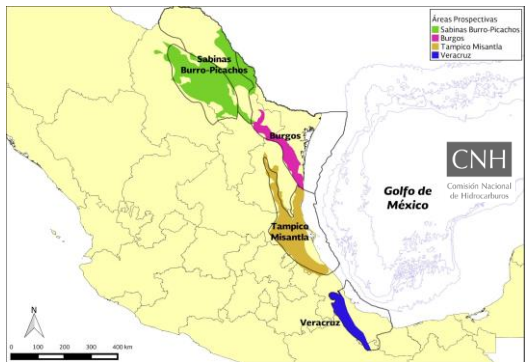 Áreas Prospectivas
Sabinas Burro-Picachos
Burgos
Tampico Misantla
Veracruz
Sabinas
Burro-Picachos
Burgos
CNH
Comisión Nacional
de Hidrocarburos
Golfo de
México
Tampico
Misantla
Veracruz
N
0 100 200 300 400 km